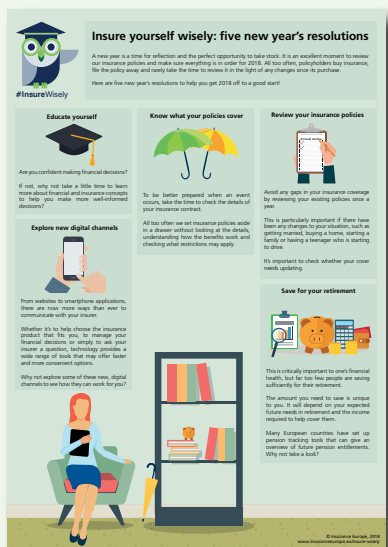 Insure yourself wisely: five new year's resolutions
A new year is a time for reflection and the perfect opportunity to take stock. It is an excellent moment to review
our insurance policies and make sure everything is in order for 2018. All too often, policyholders buy insurance,
file the policy away and rarely take the time to review it in the light of any changes since its purchase.
Here are five new year's resolutions to help you get 2018 off to a good start!
#InsureWisely
Educate yourself
Are you confident making financial decisions?
If not, why not take a little time to learn
more about financial and insurance concepts
to help you make more well-informed
decisions?
Know what your policies cover
To be better prepared when an event
occurs, take the time to check the details of
your insurance contract.
All too often we set insurance policies aside
in a drawer without looking at the details,
understanding how the benefits work and
checking what restrictions may apply.
Review your insurance policies
Avoid any gaps in your insurance coverage
by reviewing your existing policies once a
year.
This is particularly important if there have
been any changes to your situation, such as
getting married, buying a home, starting a
family or having a teenager who is starting
to drive.
It's important to check whether your cover
needs updating.
Explore new digital channels
From websites to smartphone applications,
there are now more ways than ever to
communicate with your insurer.
Whether it's to help choose the insurance
product that fits you, to manage your
financial decisions or simply to ask your
insurer a question, technology provides a
wide range of tools that may offer faster
and more convenient options.
Why not explore some of these new, digital
channels to see how they can work for you?
Save for your retirement
This is critically important to one's financial
health, but far too few people are saving
sufficiently for their retirement.
The amount you need to save is unique
to you. It will depend on your expected
future needs in retirement and the income
required to help cover them.
Many European countries have set up
pension tracking tools that can give an
overview of future pension entitlements.
Why not take a look?
© Insurance Europe, 2018
www.insuranceeurope.eu/insure-wisely